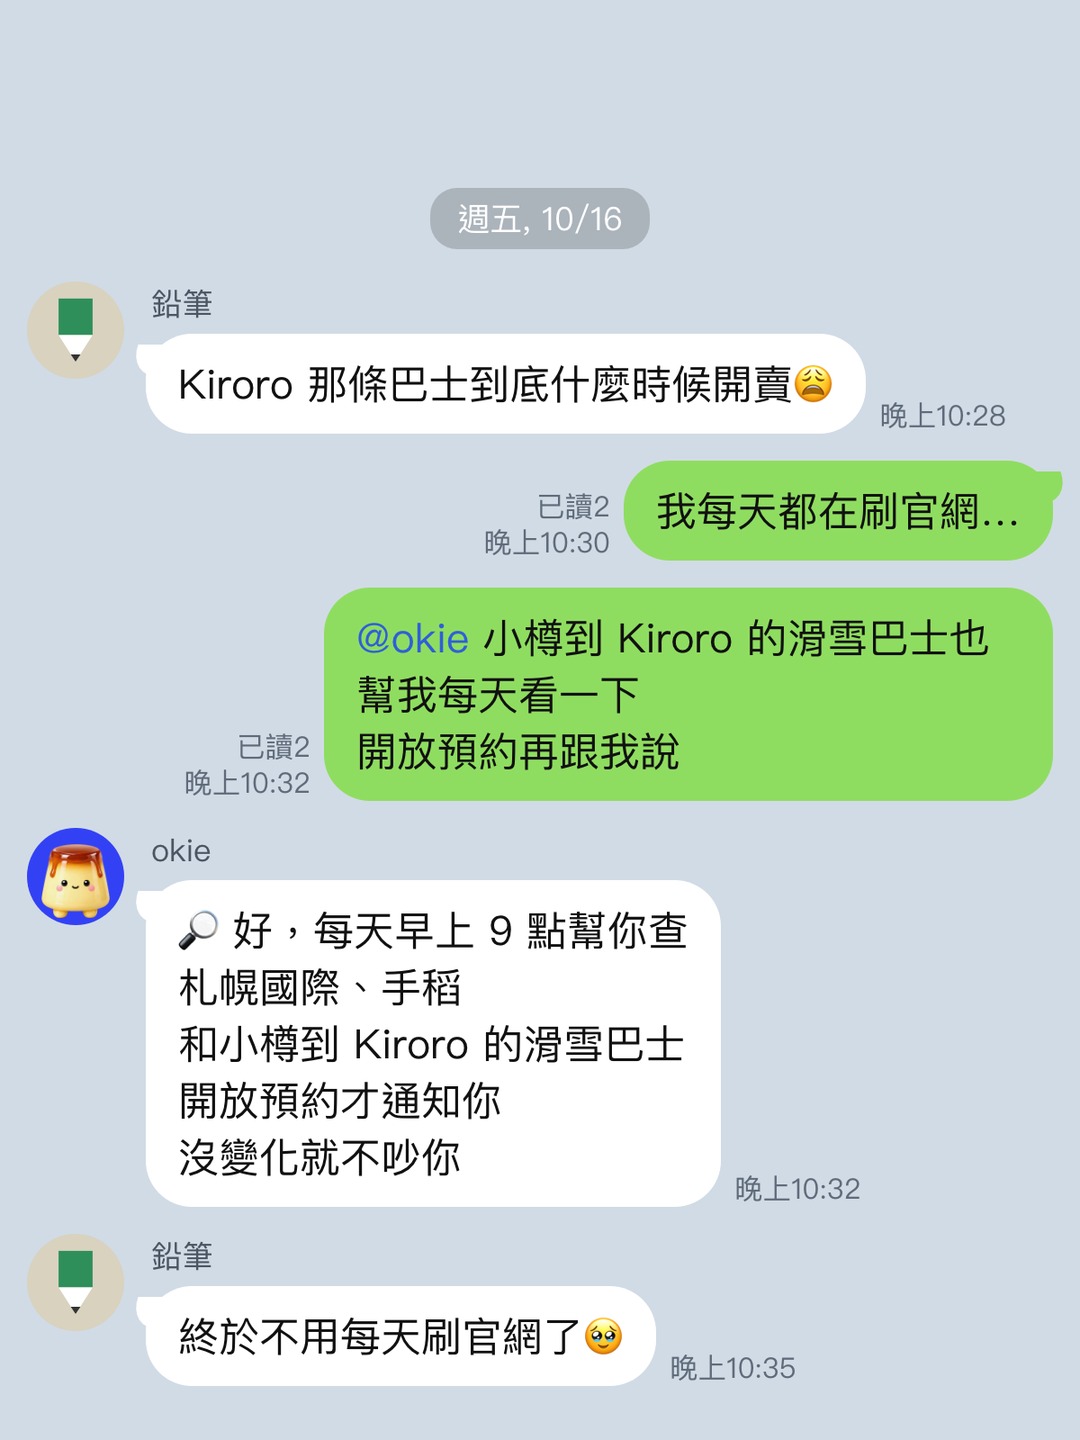 週五, 10/16
鉛筆
Kiroro 那條巴士到底什麼時候開賣😩
晚上10:28
已讀2
晚上10:30
我每天都在刷官網...
@okie 小樽到 Kiroro 的滑雪巴士也
幫我每天看一下
開放預約再跟我說
已讀2
晚上10:32
okie
🔎 好，每天早上 9 點幫你查
札幌國際、手稻
和小樽到 Kiroro 的滑雪巴士
開放預約才通知你
沒變化就不吵你
晚上10:32
鉛筆
終於不用每天刷官網了🥹
晚上10:35